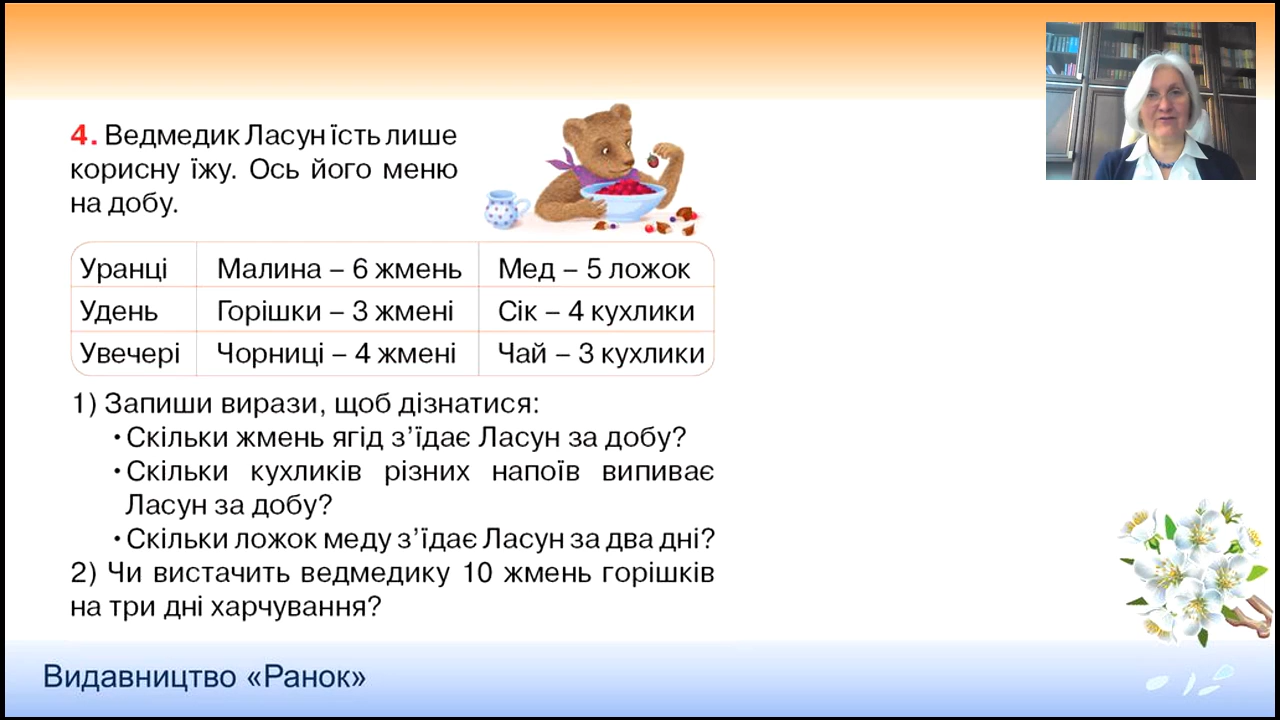 4. Ведмедик Ласун їсть лише
корисну їжу. Ось його меню
на добу.
Уранці Малина – 6 жмень Мед – 5 ложок
Удень Горішки – 3 жмені Сік – 4 кухлики
Увечері Чорниці – 4 жмені Чай – 3 кухлики
1) Запиши вирази, щоб дізнатися:
• Скільки жмень ягід з’їдає Ласун за добу?
• Скільки кухликів різних напоїв випиває
Ласун за добу?
• Скільки ложок меду з’їдає Ласун за два дні?
2) Чи вистачить ведмедику 10 жмень горішків
на три дні харчування?
Видавництво «Ранок»